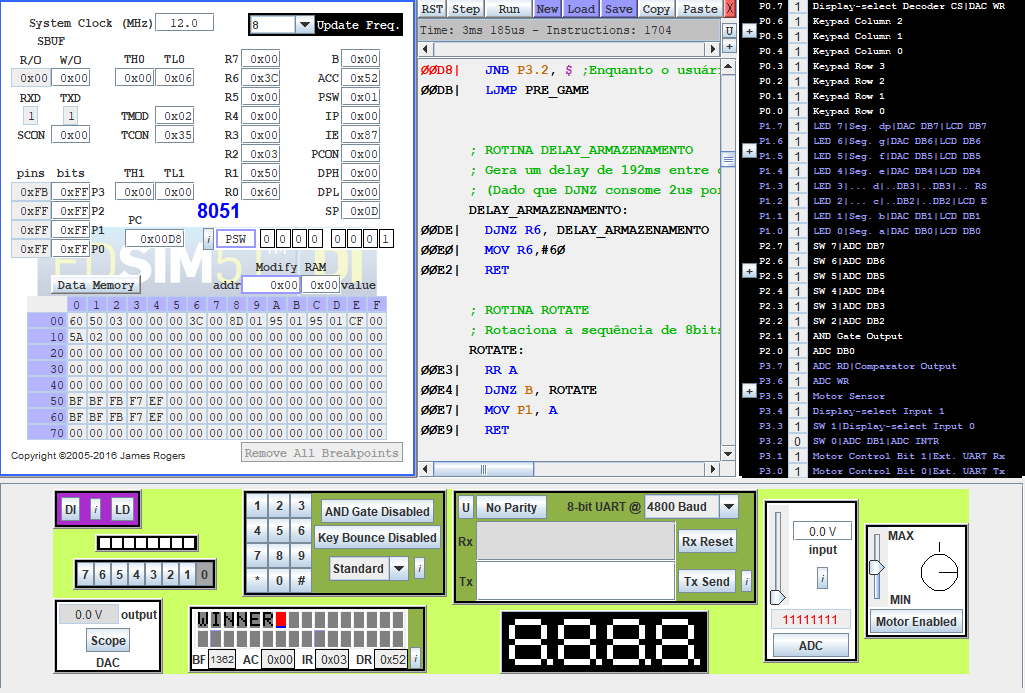 System Clock (MHz) 12.0 8 Update Freq.
SBUF
R/O W/O TH0 TL0 R7 0x00 B 0x00
0x00 0x00 0x00 0x06 R6 0x3C ACC 0x52
RXD TXD R5 0x00 PSW 0x01
1 1 TMOD 0x02 R4 0x00 IP 0x00
SCON 0x00 TCON 0x35 R3 0x00 IE 0x87
R2 0x03 PCON 0x00
pins bits TH1 TL1 R1 0x50 DPH 0x00
0xFB 0xFF P3 0x00 0x00 R0 0x60 DPL 0x00
0xFF 0xFF P2 8051 SP 0x0D
0xFF 0xFF P1 PC
0xFF 0xFF P0 0x00D8 i PSW 0 0 0 0 0 0 0 1
Modify RAM
Data Memory addr 0x00 0x00 value
0 1 2 3 4 5 6 7 8 9 A B C D E F
00 60 50 03 00 00 00 3C 00 8D 01 95 01 95 01 CF 00
10 5A 02 00 00 00 00 00 00 00 00 00 00 00 00 00 00
20 00 00 00 00 00 00 00 00 00 00 00 00 00 00 00 00
30 00 00 00 00 00 00 00 00 00 00 00 00 00 00 00 00
40 00 00 00 00 00 00 00 00 00 00 00 00 00 00 00 00
50 BF BF FB F7 EF 00 00 00 00 00 00 00 00 00 00 00
60 BF BF FB F7 EF 00 00 00 00 00 00 00 00 00 00 00
70 00 00 00 00 00 00 00 00 00 00 00 00 00 00 00 00
Copyright ©2005-2016 James Rogers Remove All Breakpoints
RST Step Run New Load Save Copy Paste X
Time: 3ms 185us - Instructions: 1704 U
00D8| JNB P3.2, $ ;Enquanto o usuár
00DB| LJMP PRE_GAME
; ROTINA DELAY_ARMAZENAMENTO
; Gera um delay de 192ms entre
; (Dado que DJNZ consome 2us po
DELAY_ARMAZENAMENTO:
00DE| DJNZ R6, DELAY_ARMAZENAMENTO
00E0| MOV R6,#60
00E2| RET
; ROTINA ROTATE
; Rotaciona a sequência de 8bits
ROTATE:
00E3| RR A
00E4| DJNZ B, ROTATE
00E7| MOV P1, A
00E9| RET
P0.7 1 Display-select Decoder CS|DAC WR
P0.6 1 Keypad Column 2
P0.5 1 Keypad Column 1
P0.4 1 Keypad Column 0
P0.3 1 Keypad Row 3
P0.2 1 Keypad Row 2
P0.1 1 Keypad Row 1
P0.0 1 Keypad Row 0
P1.7 1 LED 7|Seg. dp|DAC DB7|LCD DB7
P1.6 1 LED 6|Seg. g|DAC DB6|LCD DB6
P1.5 1 LED 5|Seg. f|DAC DB5|LCD DB5
P1.4 1 LED 4|Seg. e|DAC DB4|LCD DB4
P1.3 1 LED 3|... d|..DB3|..DB3|.. RS
P1.2 1 LED 2|... c|..DB2|..DB2|LCD E
P1.1 1 LED 1|Seg. b|DAC DB1|LCD DB1
P1.0 1 LED 0|Seg. a|DAC DB0|LCD DB0
P2.7 1 SW 7|ADC DB7
P2.6 1 SW 6|ADC DB6
P2.5 1 SW 5|ADC DB5
P2.4 1 SW 4|ADC DB4
P2.3 1 SW 3|ADC DB3
P2.2 1 SW 2|ADC DB2
P2.1 1 AND Gate Output
P2.0 1 ADC DB0
P3.7 1 ADC RD|Comparator Output
P3.6 1 ADC WR
P3.5 1 Motor Sensor
P3.4 1 Display-select Input 1
P3.3 1 SW 1|Display-select Input 0
P3.2 0 SW 0|ADC DB1|ADC INTR
P3.1 1 Motor Control Bit 1|Ext. UART Rx
P3.0 1 Motor Control Bit 0|Ext. UART Tx
DI i LD
7 6 5 4 3 2 1 0
0.0 V output
Scope
DAC
1 2 3
4 5 6
7 8 9
* 0 #
AND Gate Disabled
Key Bounce Disabled
Standard i
WINNER
BF 1362 AC 0x00 IR 0x03 DR 0x52 i
U No Parity 8-bit UART @ 4800 Baud
Rx Rx Reset
Tx Tx Send i
8.8.8.8.
0.0 V
input
i
11111111
ADC
MAX
MIN
Motor Enabled